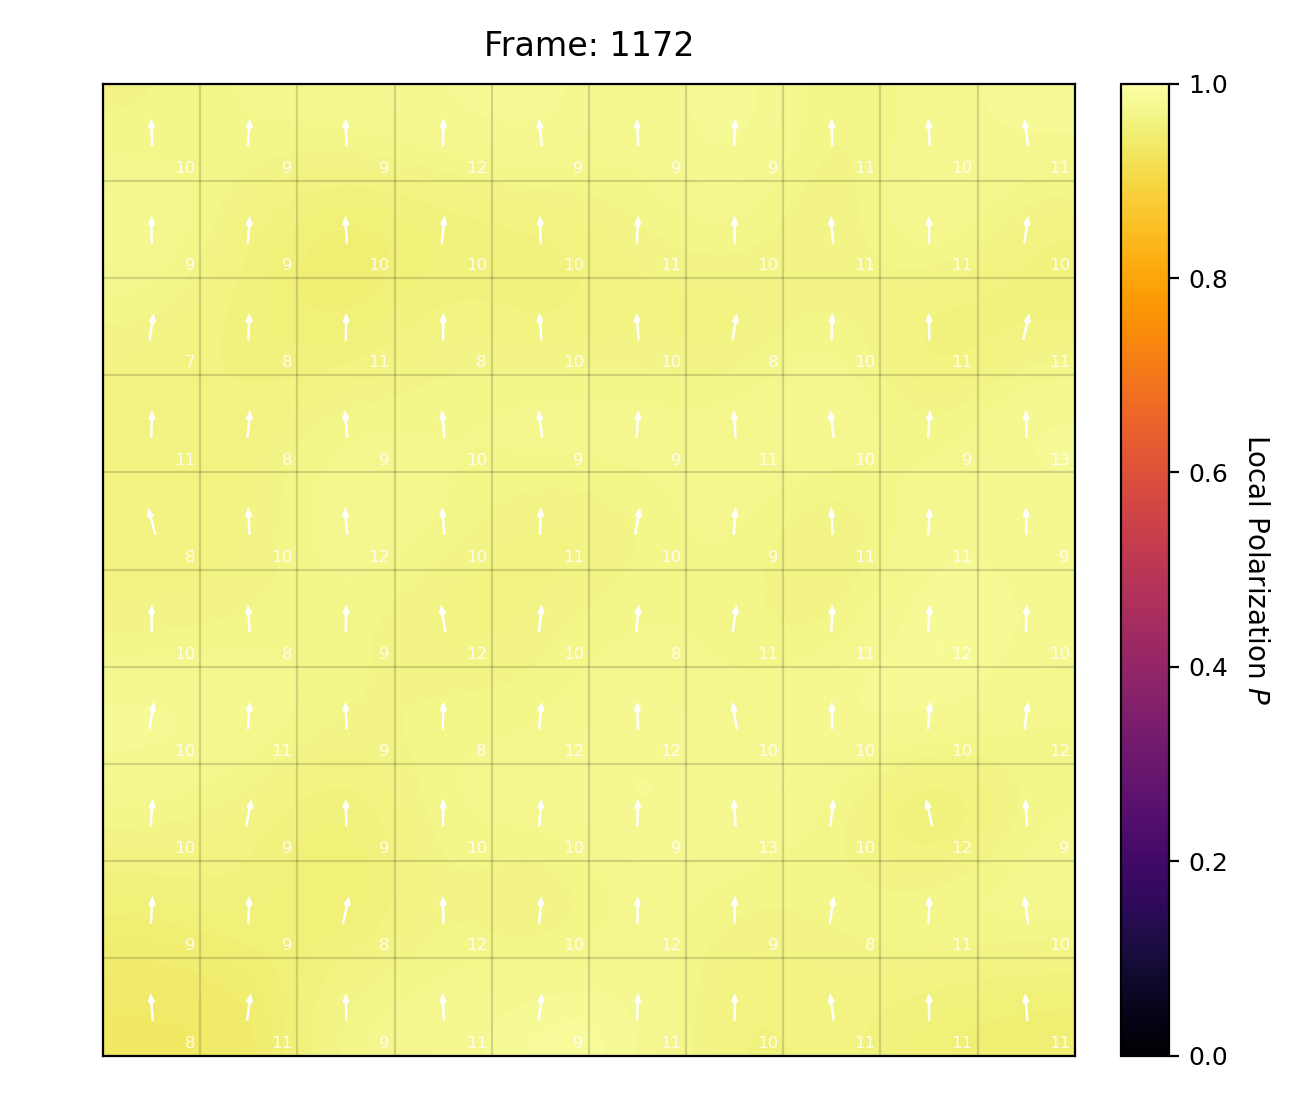 Frame: 1172
10 9 9 12 9 9 9 11 10 11
9 9 10 10 10 11 10 11 11 10
7 8 11 8 10 10 8 10 11 11
11 8 9 10 9 9 11 10 9 13
8 10 12 10 11 10 9 11 11 9
10 8 9 12 10 8 11 11 12 10
10 11 9 8 12 12 10 10 10 12
10 9 9 10 10 9 13 10 12 9
9 9 8 12 10 12 9 8 11 10
8 11 9 11 9 11 10 11 11 11
1.0
0.8
0.6
0.4
0.2
0.0
Local Polarization P